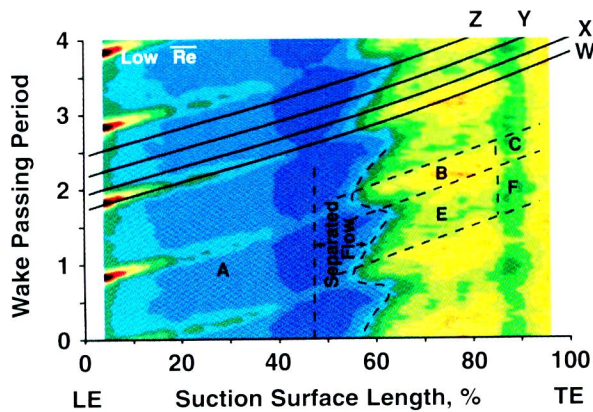 Z Y X W
Low Re
4
3
2
1
0
Wake Passing Period
A
B
C
E
F
T
Separated
Flow
0 20 40 60 80 100
LE Suction Surface Length, % TE